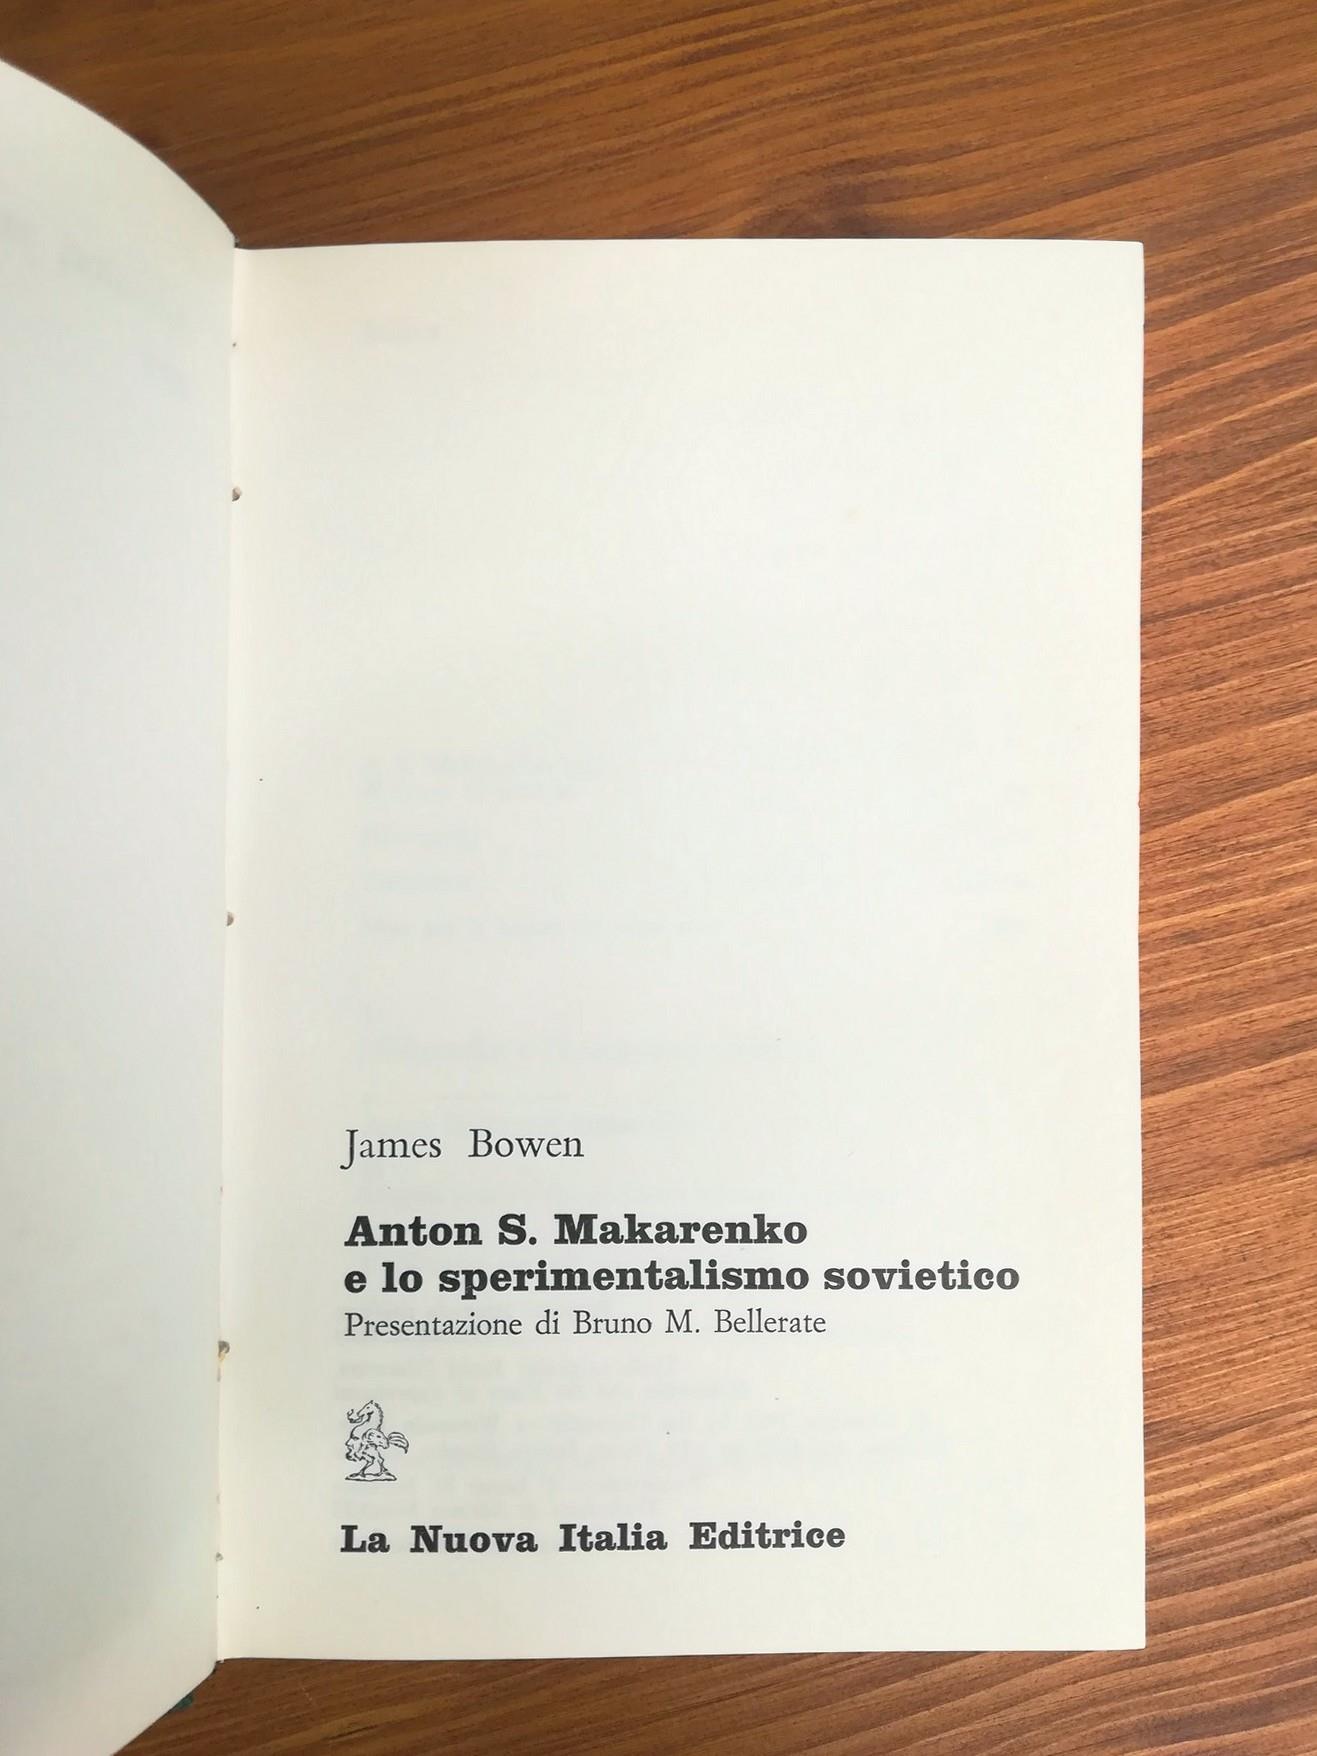 James Bowen
Anton S. Makarenko
e lo sperimentalismo sovietico
Presentazione di Bruno M. Bellerate
La Nuova Italia Editrice